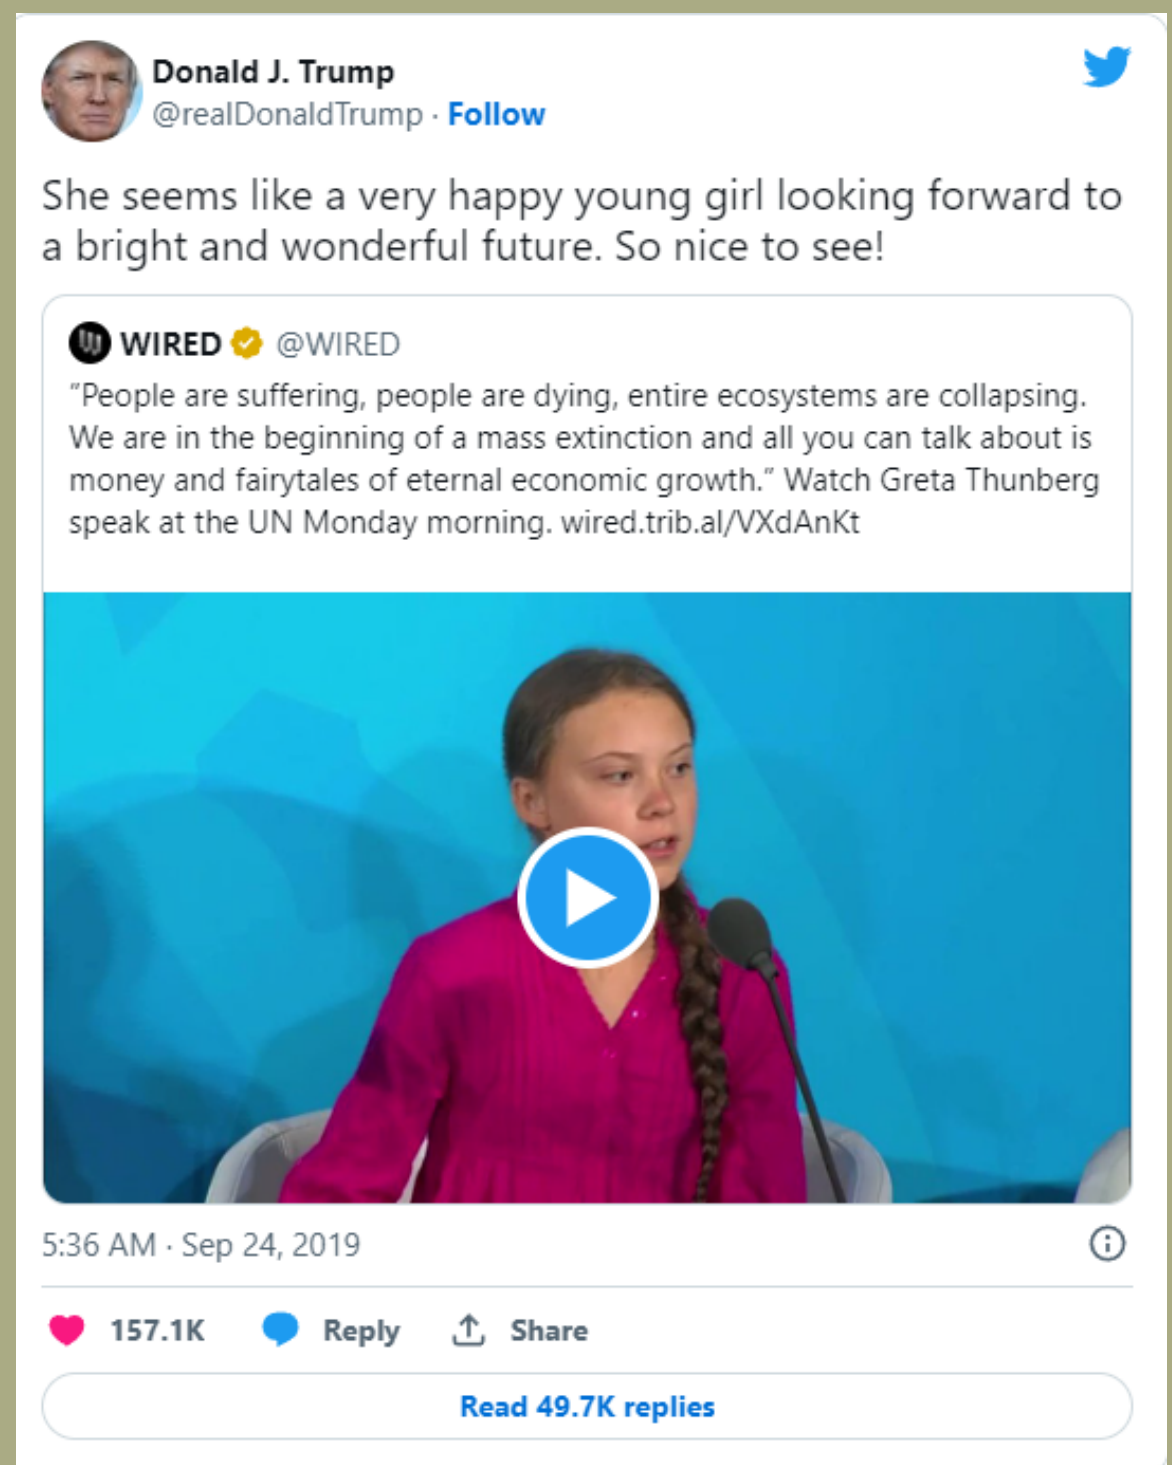 Donald J. Trump
@realDonaldTrump · Follow
She seems like a very happy young girl looking forward to
a bright and wonderful future. So nice to see!
WIRED @WIRED
“People are suffering, people are dying, entire ecosystems are collapsing.
We are in the beginning of a mass extinction and all you can talk about is
money and fairytales of eternal economic growth.” Watch Greta Thunberg
speak at the UN Monday morning. wired.trib.al/VXdAnKt
5:36 AM · Sep 24, 2019
157.1K Reply Share
Read 49.7K replies